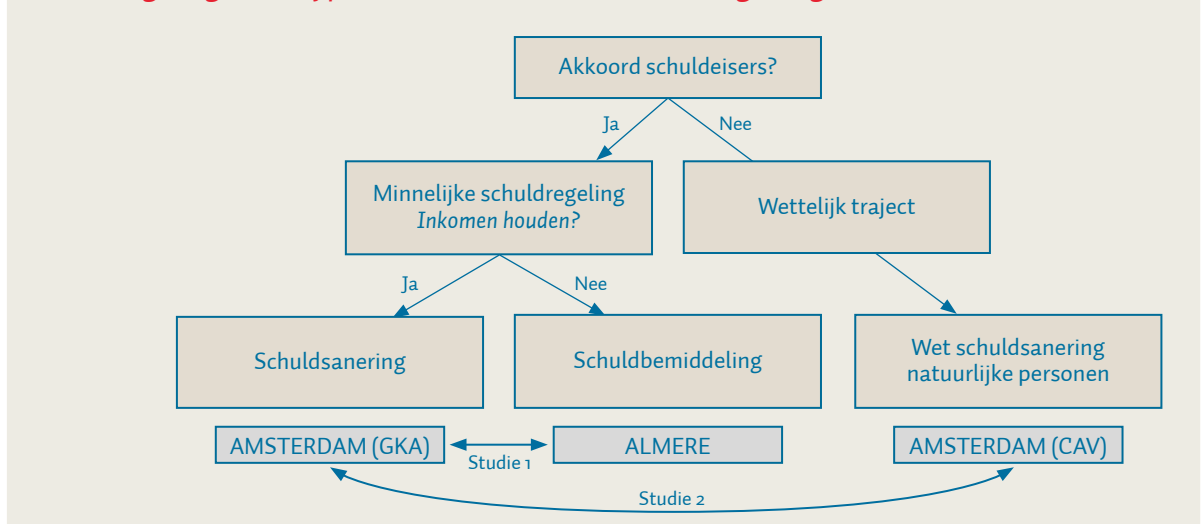 Akkoord schuldeisers?
Ja
Nee
Minnelijke schuldregeling
Inkomen houden?
Wettelijk traject
Ja
Nee
Schuldsanering
Schuldbemiddeling
Wet schuldsanering
natuurlijke personen
AMSTERDAM (GKA)
ALMERE
AMSTERDAM (CAV)
Studie 1
Studie 2